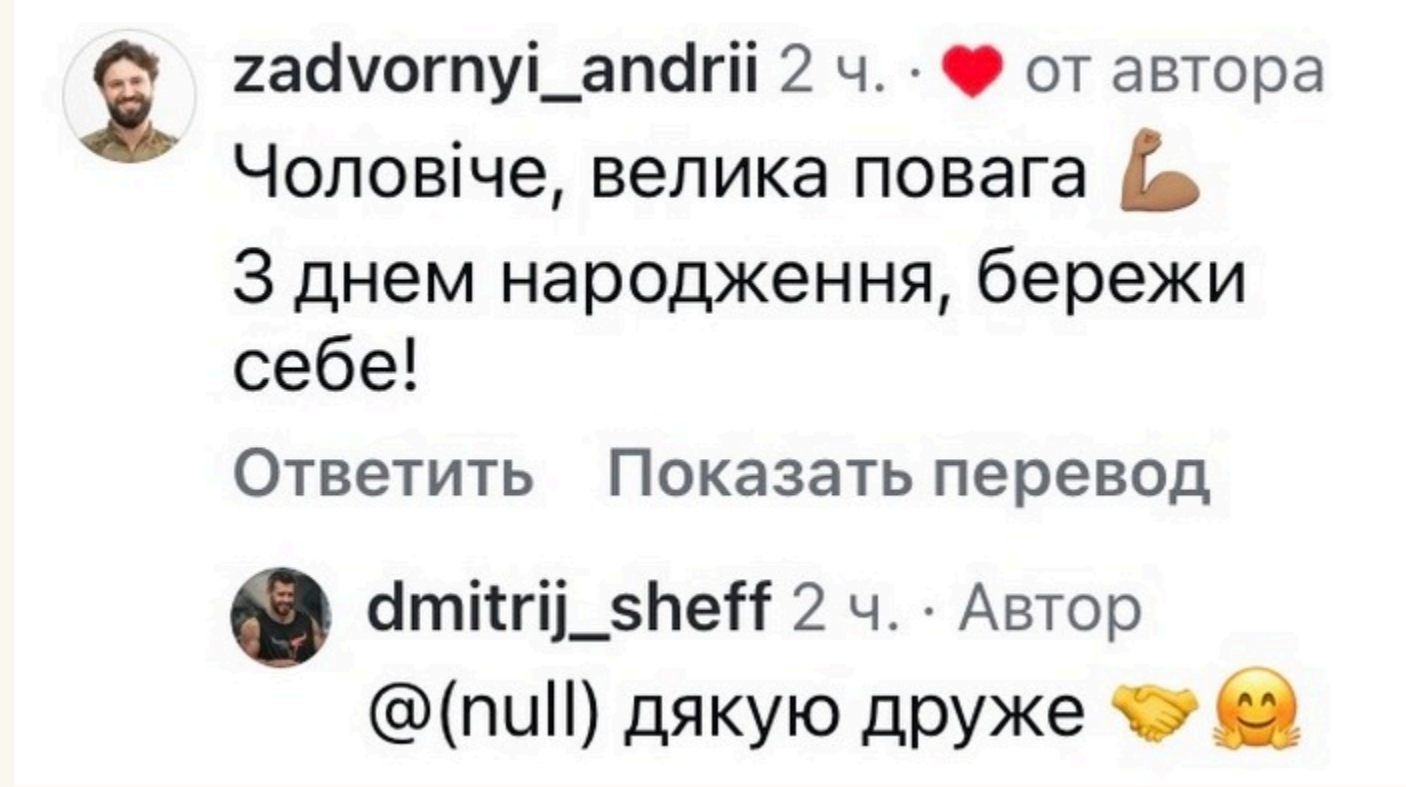 zadvornyi_andrii 2 ч. · ❤️ от автора
Чоловіче, велика повага 💪🏽
З днем народження, бережи
себе!
Ответить Показать перевод
dmitrij_sheff 2 ч. · Автор
@(null) дякую друже 🤝 🤗